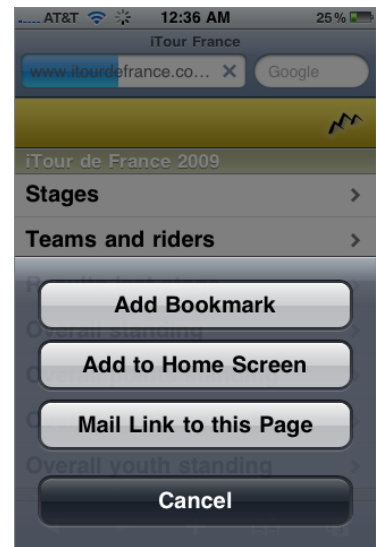 AT&T 12:36 AM 25%
iTour France
www.itourdefrance.co... Google
iTour de France 2009
Stages
Teams and riders
Add Bookmark
Overall standing
Add to Home Screen
Mail Link to this Page
Overall youth standing
Cancel